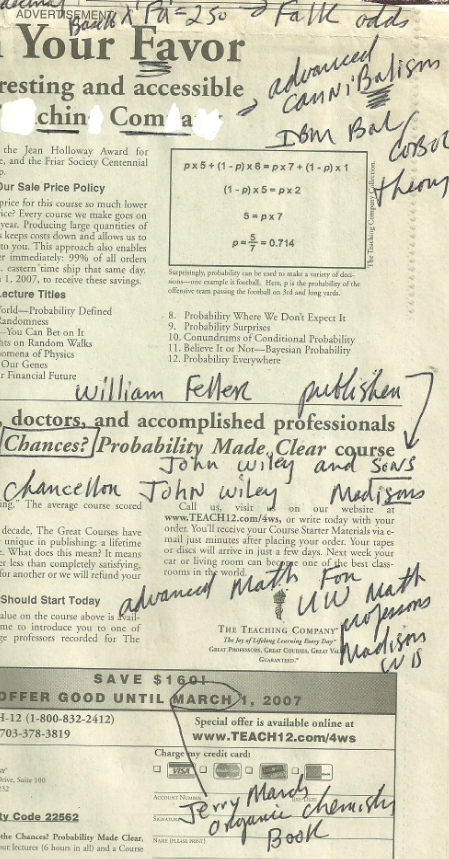 ADVERTISEMENT
Book x Pa = 250 → Falk odds
Your Favor
resting and accessible
advanced
canniBalism
chin Com a
IBM Bal
COBOL
theory
the Jean Holloway Award for
e, and the Friar Society Centennial
p.
Our Sale Price Policy
price for this course so much lower
ice? Every course we make goes on
year. Producing large quantities of
s keeps costs down and allows us to
to you. This approach also enables
er immediately: 99% of all orders
. eastern time ship that same day.
1, 2007, to receive these savings.
p x 5 + (1 - p) x 6 = p x 7 + (1 - p) x 1
(1 - p) x 5 = p x 2
5 = p x 7
p = 5/7 = 0.714
The Teaching Company Collection.
Surprisingly, probability can be used to make a variety of deci-
sions—one example is football. Here, p is the probability of the
offensive team passing the football on 3rd and long yards.
Lecture Titles
World—Probability Defined
Randomness
—You Can Bet on It
hts on Random Walks
nomena of Physics
Our Genes
r Financial Future
8. Probability Where We Don't Expect It
9. Probability Surprises
10. Conundrums of Conditional Probability
11. Believe It or Not—Bayesian Probability
12. Probability Everywhere
William Feller publisher
, doctors, and accomplished professionals
Chances? Probability Made Clear course
John Wiley and SONS
Chancellor John Wiley Madisons
ing." The average course scored
decade, The Great Courses have
unique in publishing: a lifetime
e. What does this mean? It means
er less than completely satisfying,
for another or we will refund your
Call us, visit us on our website at
www.TEACH12.com/4ws, or write today with your
order. You'll receive your Course Starter Materials via e-
mail just minutes after placing your order. Your tapes
or discs will arrive in just a few days. Next week your
car or living room can become one of the best class-
rooms in the world.
Should Start Today
value on the course above is avail-
me to introduce you to one of
ge professors recorded for The
advanced Math For
UW Math
professors
Madison
WIS
THE TEACHING COMPANY
The Joy of Lifelong Learning Every Day
GREAT PROFESSORS, GREAT COURSES, GREAT VAL
GUARANTEED.
SAVE $160!
OFFER GOOD UNTIL MARCH 1, 2007
H-12 (1-800-832-2412)
703-378-3819
Special offer is available online at
www.TEACH12.com/4ws
Charge my credit card:
VISA
Drive, Suite 100
232
ACCOUNT NUMBER
SIGNATURE
NAME (PLEASE PRINT)
Jerry March
Organic chemistry
Book
ty Code 22562
the Chances? Probability Made Clear,
our lectures (6 hours in all) and a Course